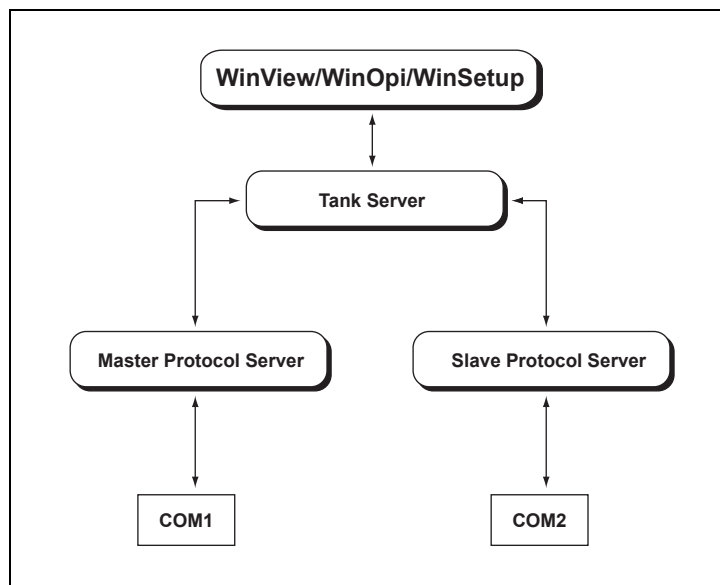 WinView/WinOpi/WinSetup
Tank Server
Master Protocol Server
Slave Protocol Server
COM1
COM2